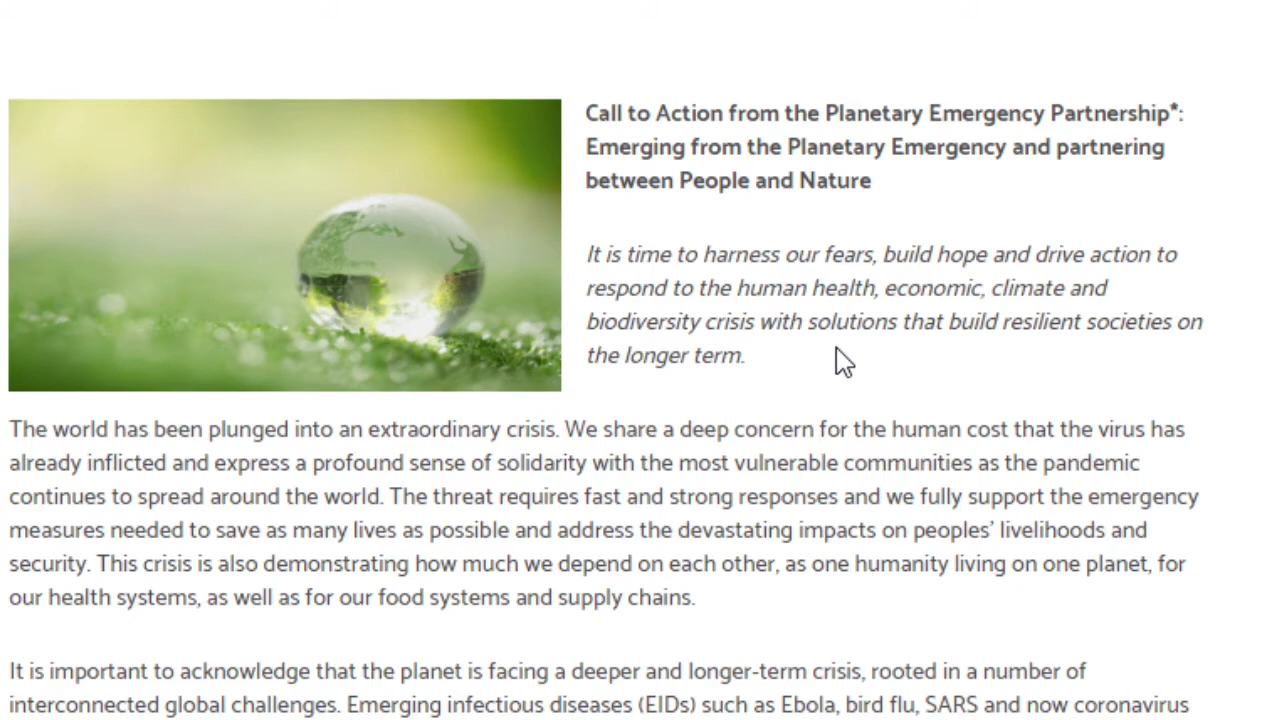 Call to Action from the Planetary Emergency Partnership*:
Emerging from the Planetary Emergency and partnering
between People and Nature
It is time to harness our fears, build hope and drive action to
respond to the human health, economic, climate and
biodiversity crisis with solutions that build resilient societies on
the longer term.
The world has been plunged into an extraordinary crisis. We share a deep concern for the human cost that the virus has
already inflicted and express a profound sense of solidarity with the most vulnerable communities as the pandemic
continues to spread around the world. The threat requires fast and strong responses and we fully support the emergency
measures needed to save as many lives as possible and address the devastating impacts on peoples’ livelihoods and
security. This crisis is also demonstrating how much we depend on each other, as one humanity living on one planet, for
our health systems, as well as for our food systems and supply chains.
It is important to acknowledge that the planet is facing a deeper and longer-term crisis, rooted in a number of
interconnected global challenges. Emerging infectious diseases (EIDs) such as Ebola, bird flu, SARS and now coronavirus